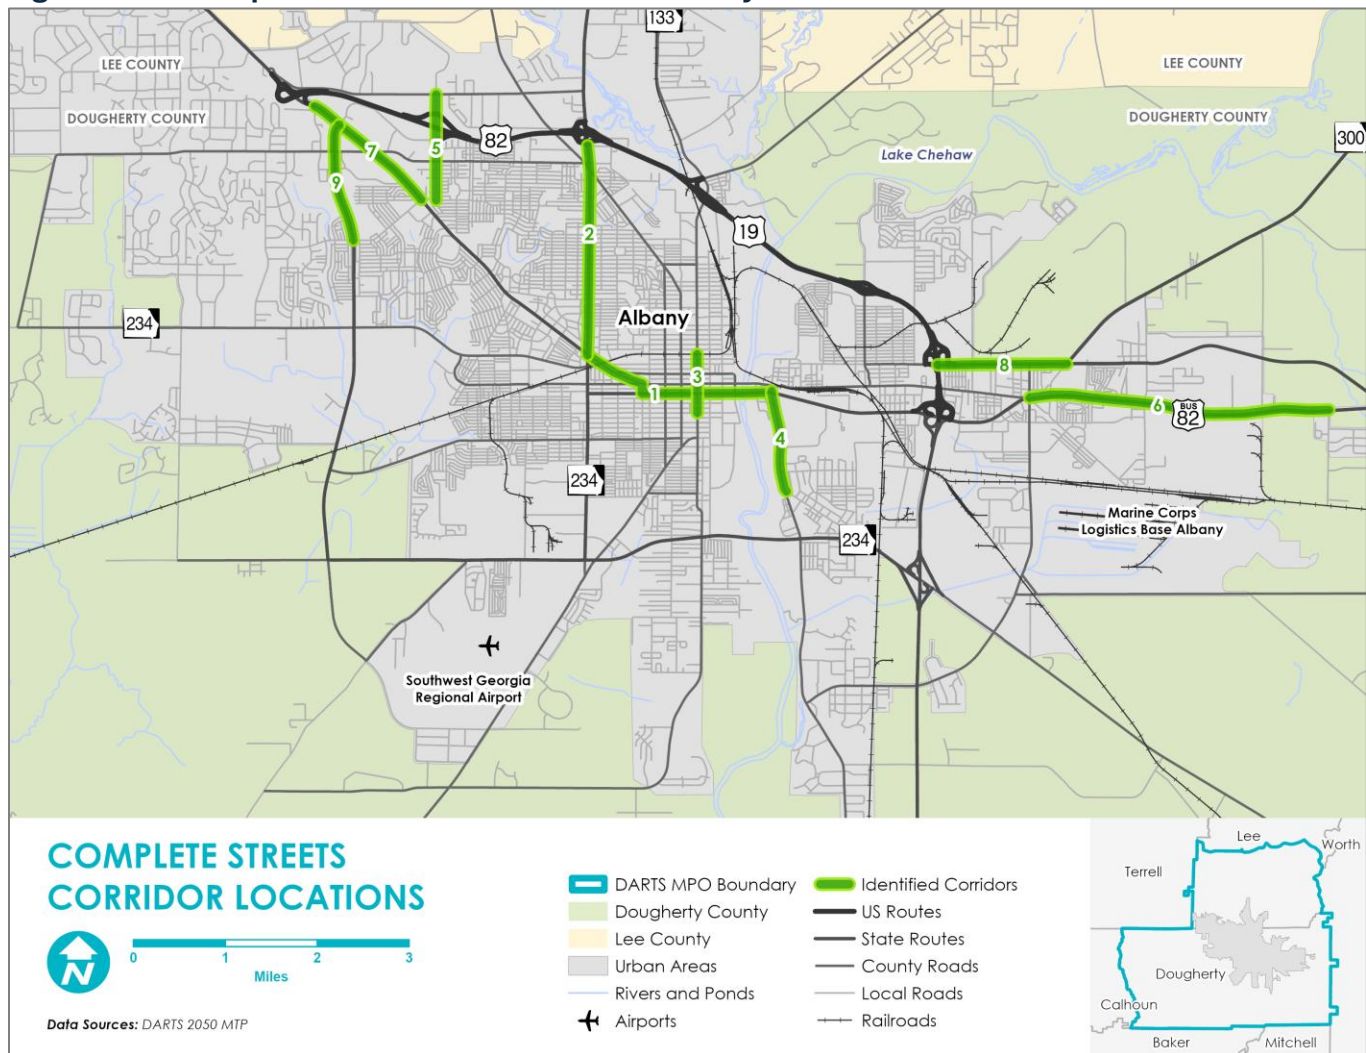 133
LEE COUNTY
LEE COUNTY
DOUGHERTY COUNTY
DOUGHERTY COUNTY
300
82
5
7
Lake Chehaw
9
19
2
Albany
234
8
3
1
6
BUS
82
4
234
Marine Corps
Logistics Base Albany
234
Southwest Georgia
Regional Airport
COMPLETE STREETS
CORRIDOR LOCATIONS
N
0 1 2 3
Miles
Data Sources: DARTS 2050 MTP
DARTS MPO Boundary
Dougherty County
Lee County
Urban Areas
Rivers and Ponds
Airports
Identified Corridors
US Routes
State Routes
County Roads
Local Roads
Railroads
Lee
Worth
Terrell
Dougherty
Calhoun
Baker
Mitchell